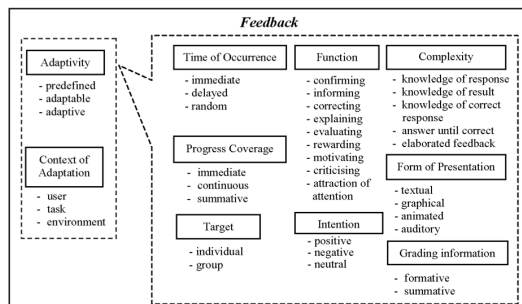 Feedback
Adaptivity
- predefined
- adaptable
- adaptive
Context of
Adaptation
- user
- task
- environment
Time of Occurrence
- immediate
- delayed
- random
Progress Coverage
- immediate
- continuous
- summative
Target
- individual
- group
Function
- confirming
- informing
- correcting
- explaining
- evaluating
- rewarding
- motivating
- criticising
- attraction of
attention
Intention
- positive
- negative
- neutral
Complexity
- knowledge of response
- knowledge of result
- knowledge of correct
response
- answer until correct
- elaborated feedback
Form of Presentation
- textual
- graphical
- animated
- auditory
Grading information
- formative
- summative